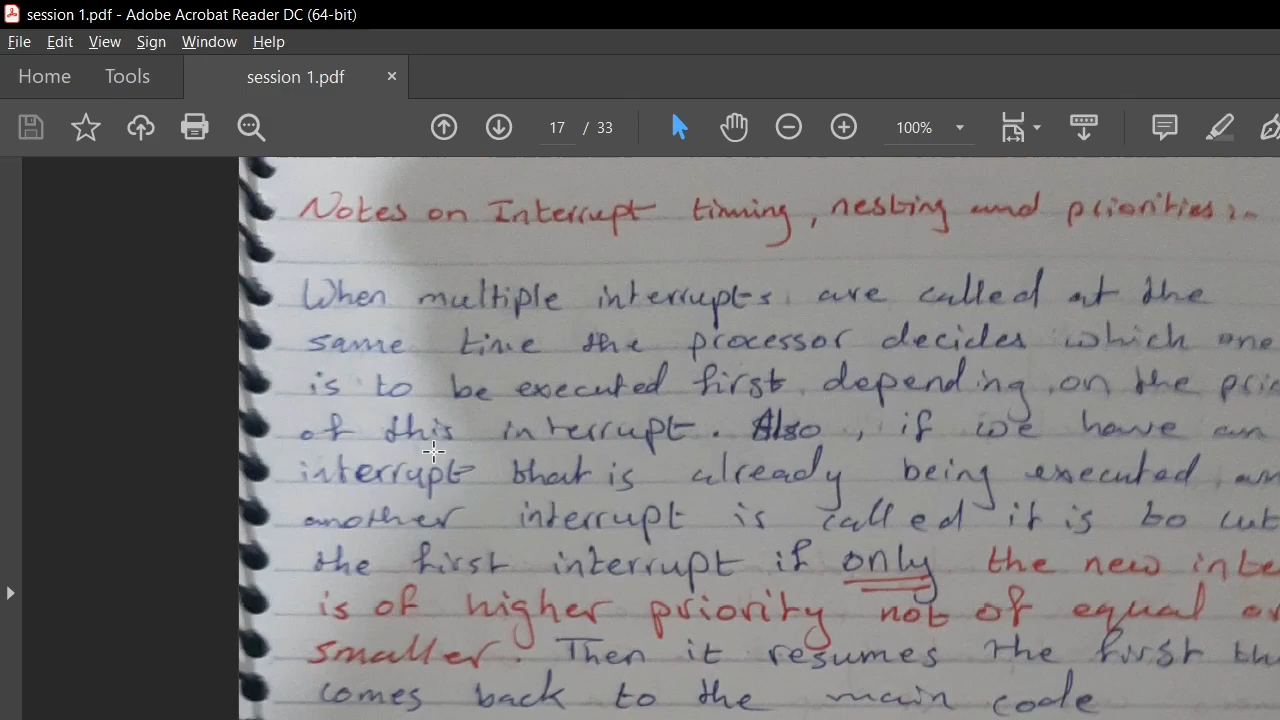 session 1.pdf - Adobe Acrobat Reader DC (64-bit)
File Edit View Sign Window Help
Home Tools session 1.pdf ×
17 / 33 100%
Notes on Interrupt timing, nesting and priorities :-
When multiple interrupts are called at the
same time the processor decides which one
is to be executed first depending on the
of this interrupt. Also, if we have an
interrupt that is already being executed
another interrupt is called it is to cut
the first interrupt if only the new inte
is of higher priority not of equal or
smaller. Then it resumes the first th
comes back to the main code